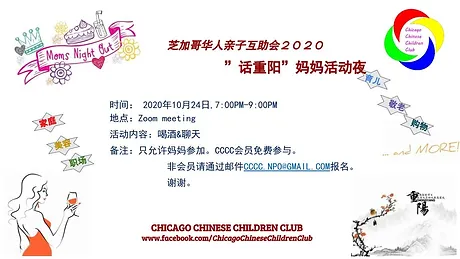 Moms Night Out
芝加哥华人亲子互助会2020
”话重阳”妈妈活动夜
Chicago
Chinese
Children
Club
育儿
敬老
购物
... and MORE!
家庭
美容
职场
时间： 2020年10月24日,7:00PM-9:00PM
地点：Zoom meeting
活动内容：喝酒&聊天
备注：只允许妈妈参加。CCCC会员免费参与。
非会员请通过邮件CCCC.NPO@GMAIL.COM报名。
谢谢。
重陽
CHICAGO CHINESE CHILDREN CLUB
www.facebook.com/ChicagoChineseChildrenClub